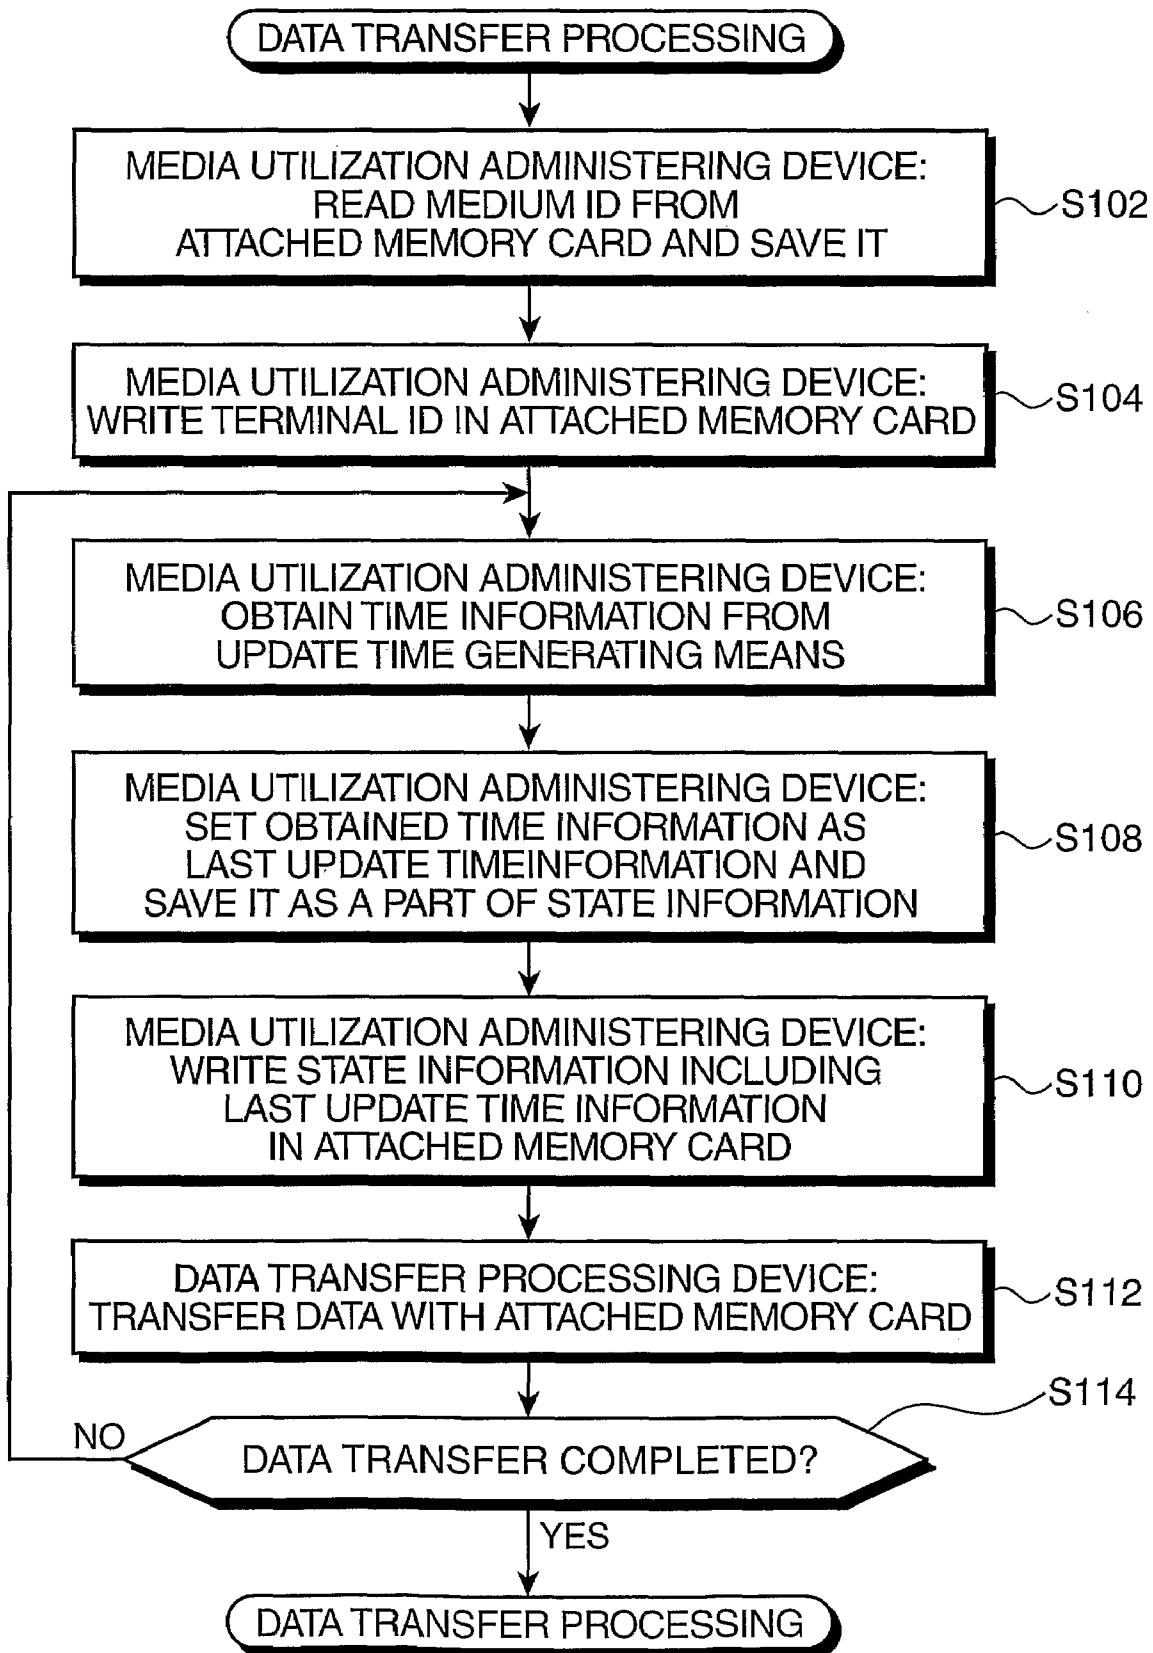 DATA TRANSFER PROCESSING
MEDIA UTILIZATION ADMINISTERING DEVICE:
READ MEDIUM ID FROM
ATTACHED MEMORY CARD AND SAVE IT
S102
MEDIA UTILIZATION ADMINISTERING DEVICE:
WRITE TERMINAL ID IN ATTACHED MEMORY CARD
S104
MEDIA UTILIZATION ADMINISTERING DEVICE:
OBTAIN TIME INFORMATION FROM
UPDATE TIME GENERATING MEANS
S106
MEDIA UTILIZATION ADMINISTERING DEVICE:
SET OBTAINED TIME INFORMATION AS
LAST UPDATE TIMEINFORMATION AND
SAVE IT AS A PART OF STATE INFORMATION
S108
MEDIA UTILIZATION ADMINISTERING DEVICE:
WRITE STATE INFORMATION INCLUDING
LAST UPDATE TIME INFORMATION
IN ATTACHED MEMORY CARD
S110
DATA TRANSFER PROCESSING DEVICE:
TRANSFER DATA WITH ATTACHED MEMORY CARD
S112
S114
NO
DATA TRANSFER COMPLETED?
YES
DATA TRANSFER PROCESSING